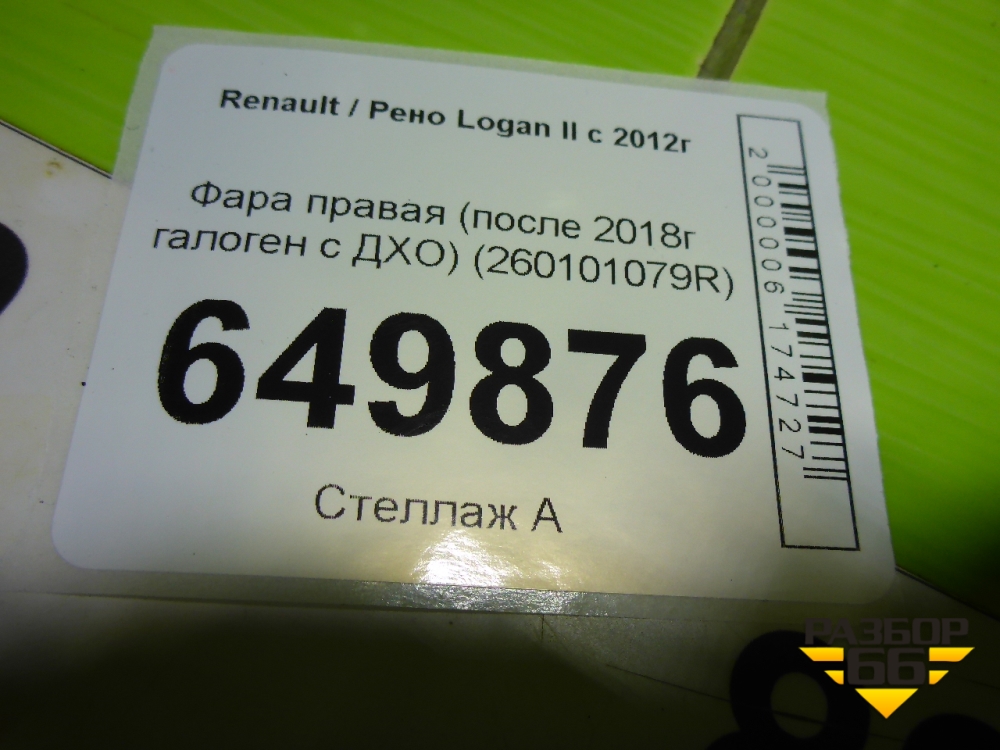 Renault / Рено Logan II с 2012г
Фара правая (после 2018г
галоген с ДХО) (260101079R)
649876
Стеллаж А
2000006174727
РАЗБОР
66